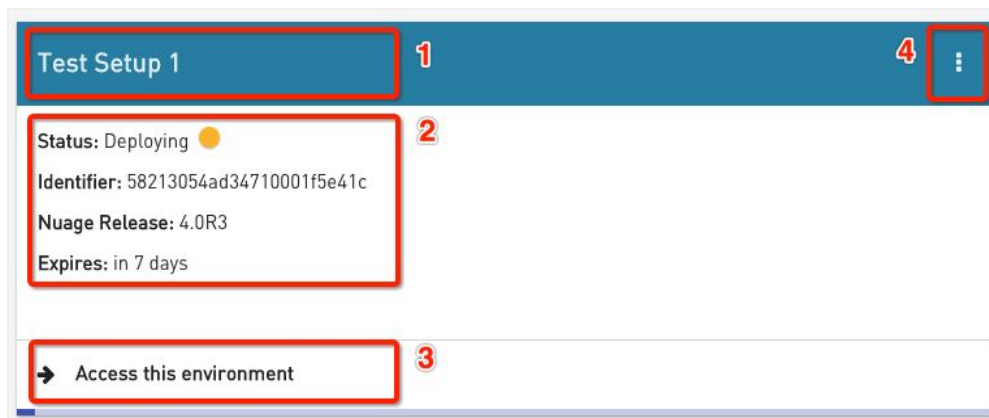 Test Setup 1
1
4
Status: Deploying
2
Identifier: 58213054ad34710001f5e41c
Nuage Release: 4.0R3
Expires: in 7 days
Access this environment
3